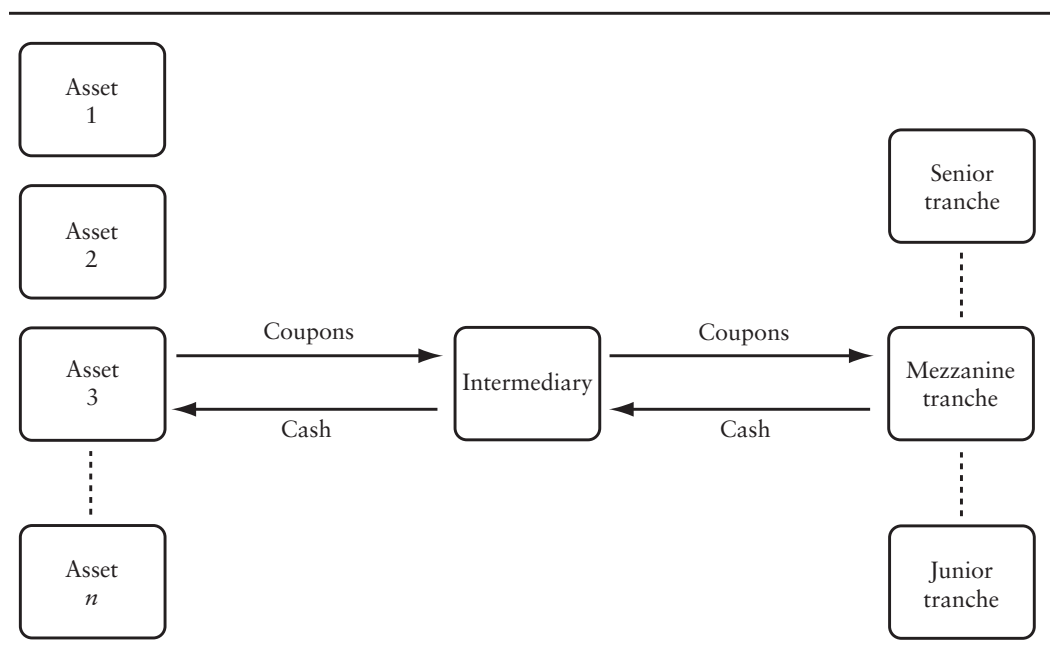 Asset
1
Asset
2
Asset
3
Asset
n
Coupons
Cash
Intermediary
Coupons
Cash
Senior
tranche
Mezzanine
tranche
Junior
tranche